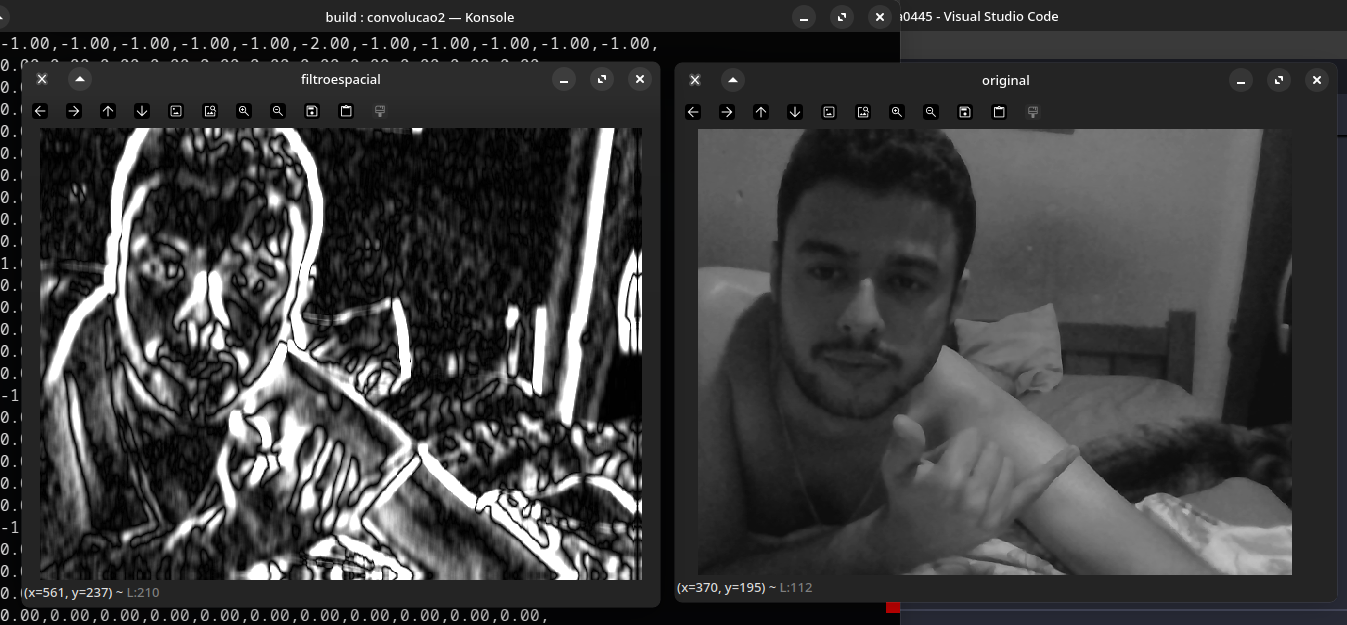 build : convolucao2 — Konsole
a0445 - Visual Studio Code
-1.00,-1.00,-1.00,-1.00,-1.00,-2.00,-1.00,-1.00,-1.00,-1.00,-1.00,
filtroespacial
original
(x=561, y=237) ~ L:210
(x=370, y=195) ~ L:112
0.00,0.00,0.00,0.00,0.00,0.00,0.00,0.00,0.00,0.00,0.00,